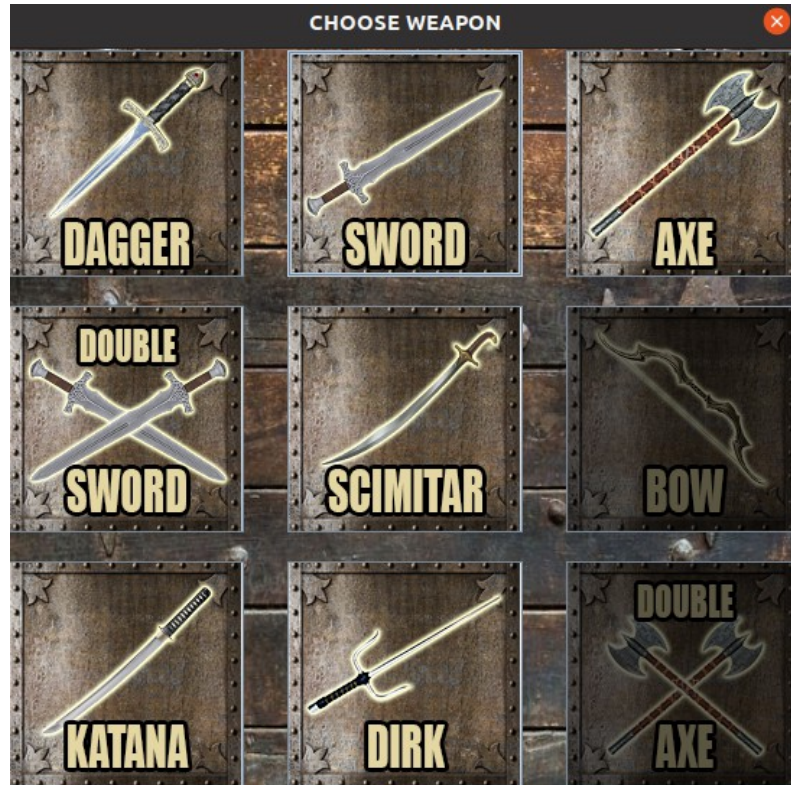 CHOOSE WEAPON
DAGGER
SWORD
AXE
DOUBLE
SWORD
SCIMITAR
BOW
KATANA
DIRK
DOUBLE
AXE